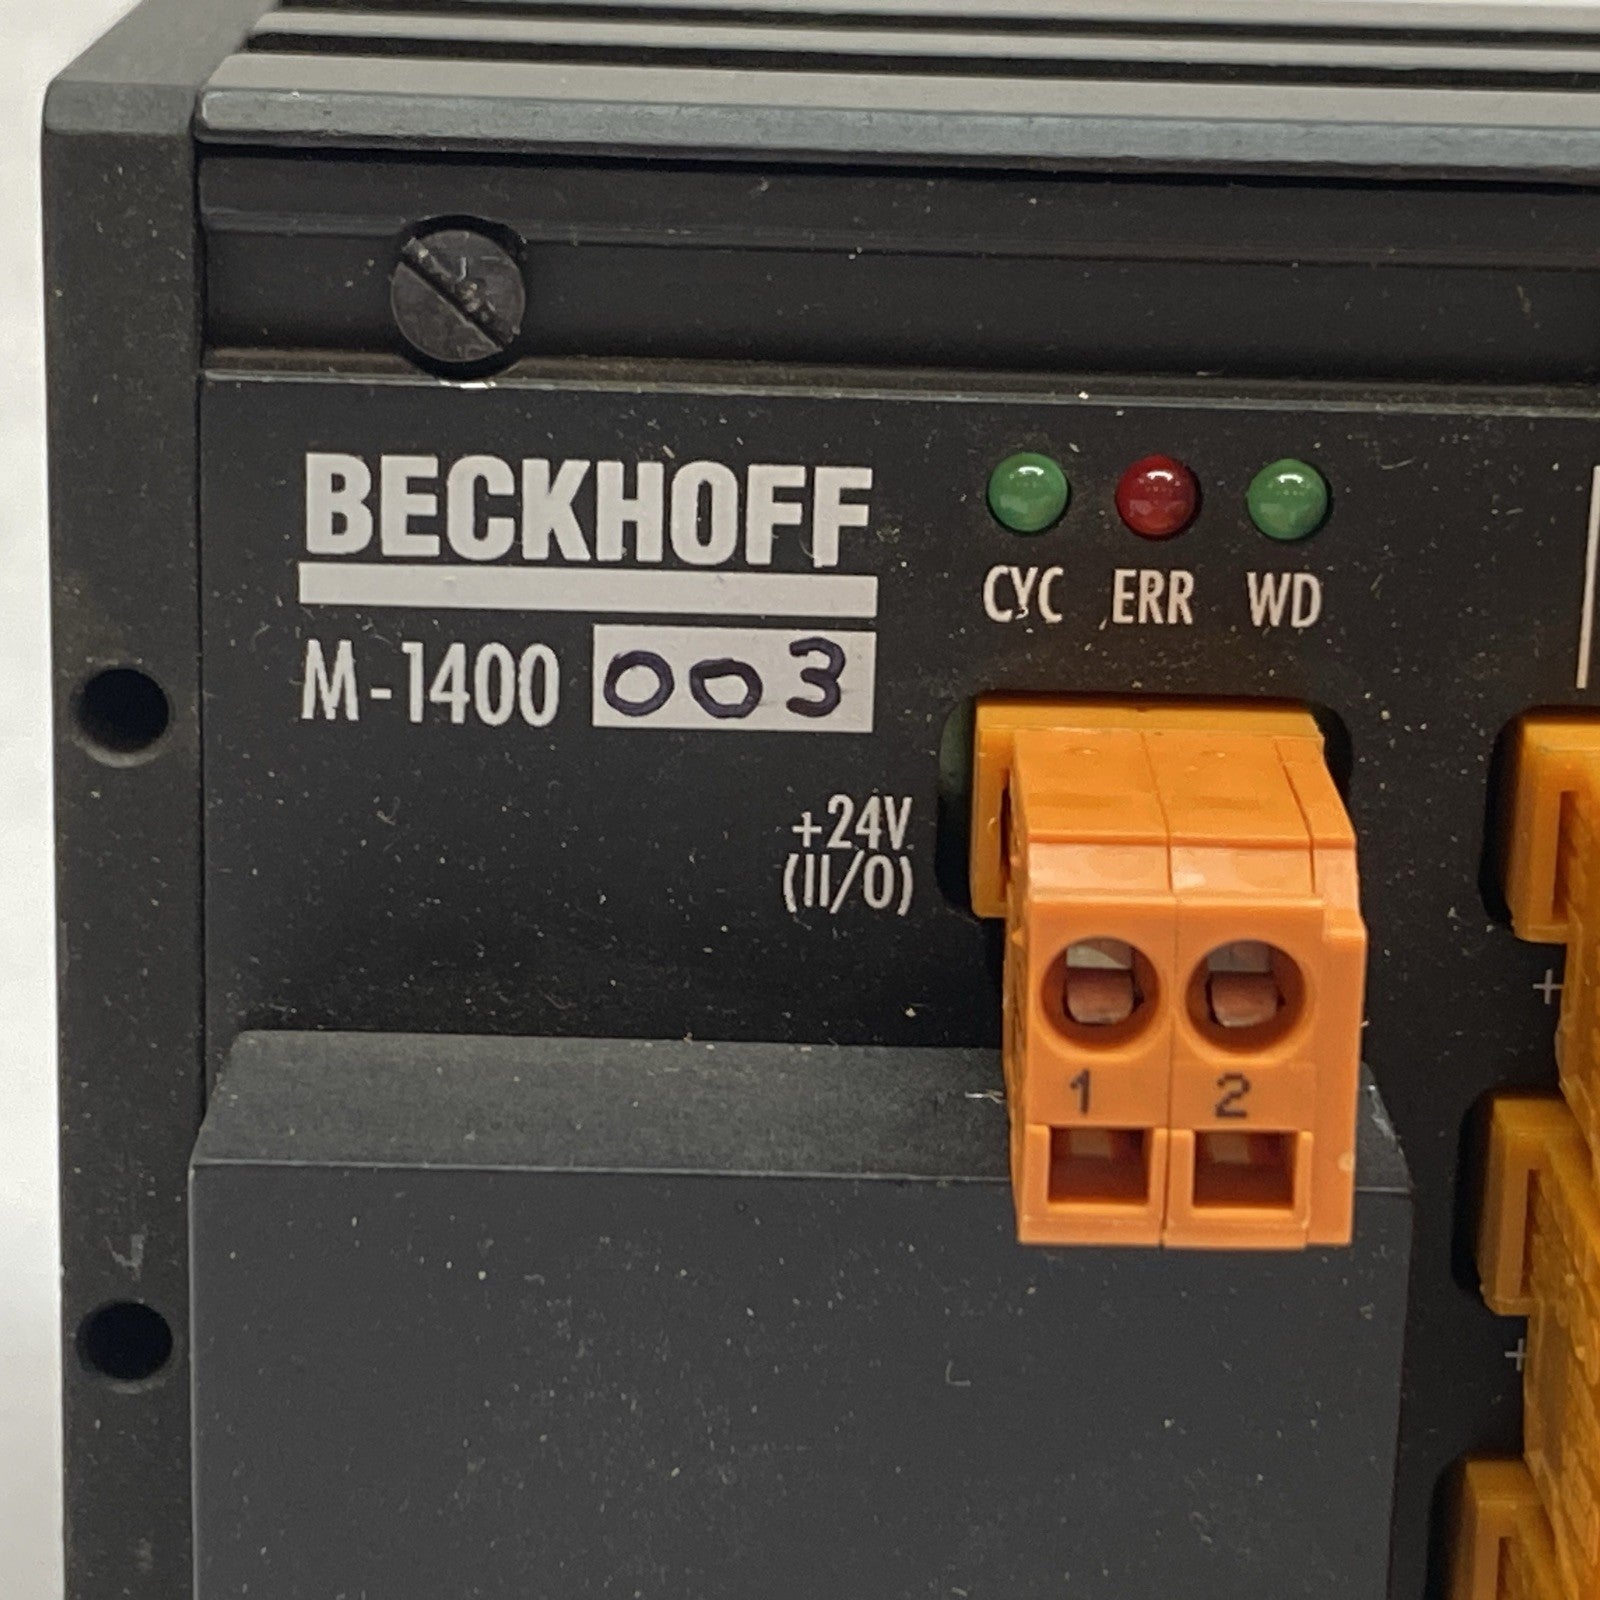 BECKHOFF
M-1400 003
CYC ERR WD
+24V
(II/O)
1 2
+
+